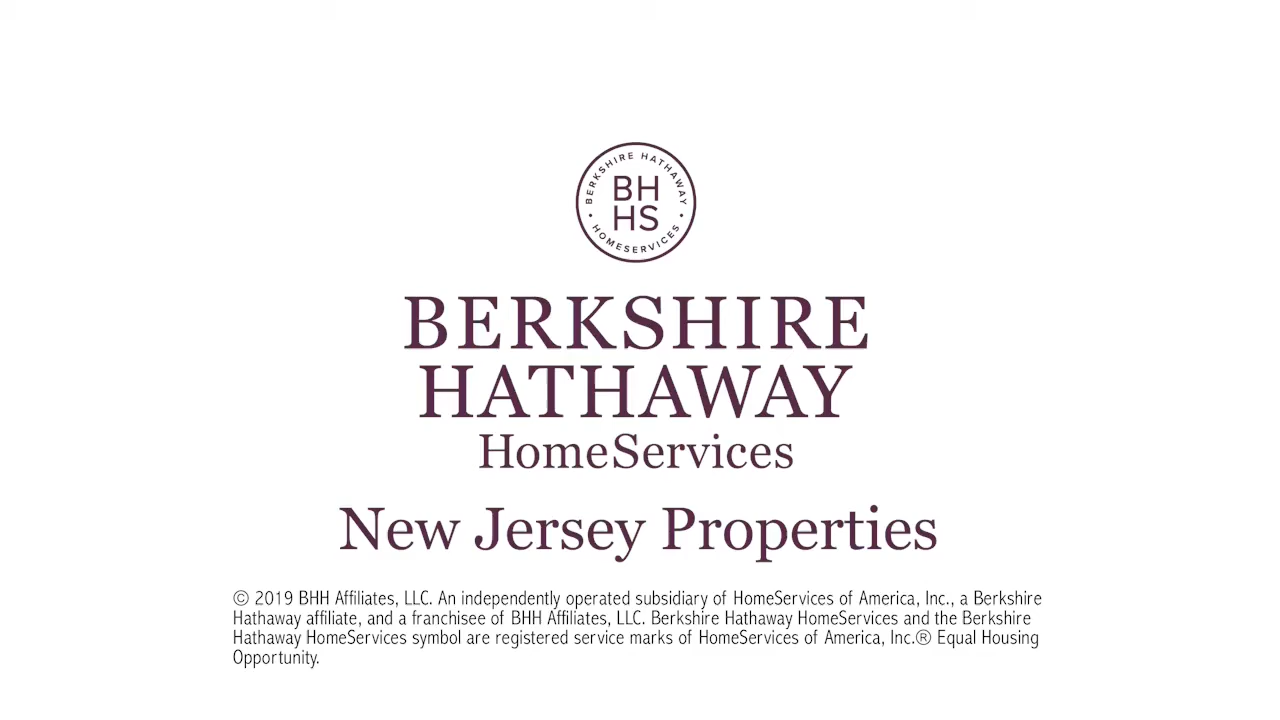 BERKSHIRE HATHAWAY
BH
HS
• HOMESERVICES •
BERKSHIRE
HATHAWAY
HomeServices
New Jersey Properties
© 2019 BHH Affiliates, LLC. An independently operated subsidiary of HomeServices of America, Inc., a Berkshire
Hathaway affiliate, and a franchisee of BHH Affiliates, LLC. Berkshire Hathaway HomeServices and the Berkshire
Hathaway HomeServices symbol are registered service marks of HomeServices of America, Inc.® Equal Housing
Opportunity.